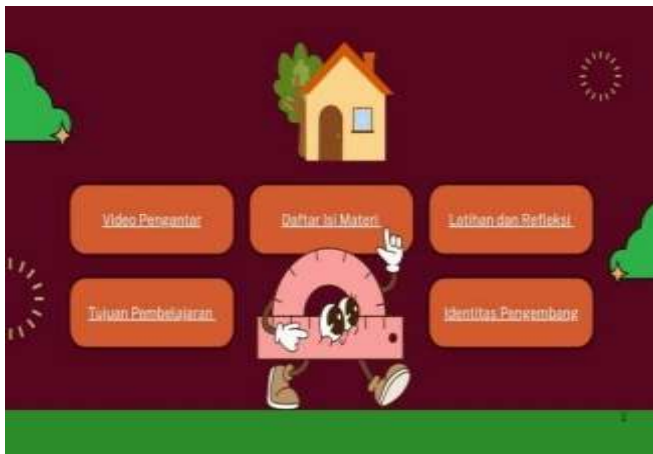 Video Pengantar
Daftar Isi Materi
Latihan dan Refleksi
Tujuan Pembelajaran
Identitas Pengembang